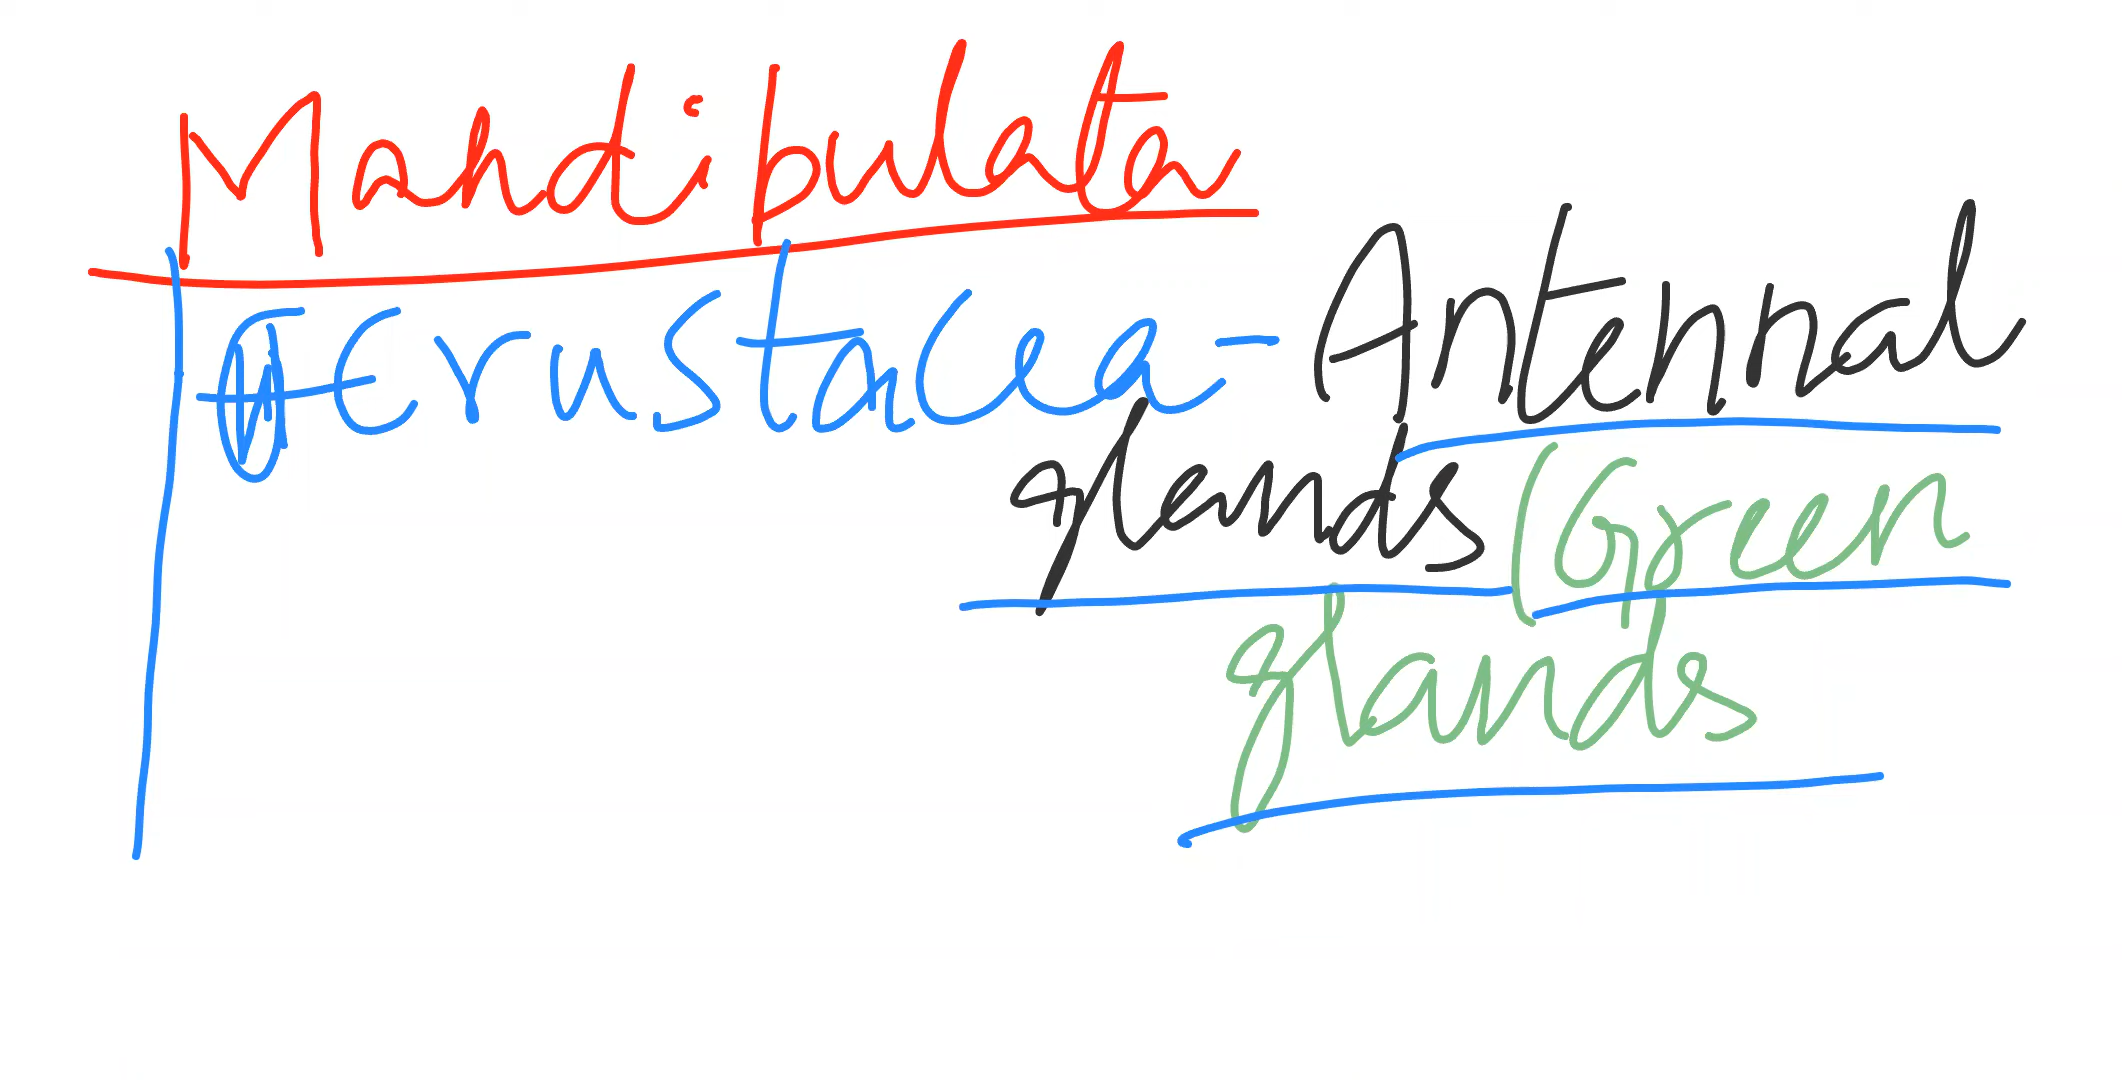 Mandibulata
Crustacea - Antennal
glands (Green
glands